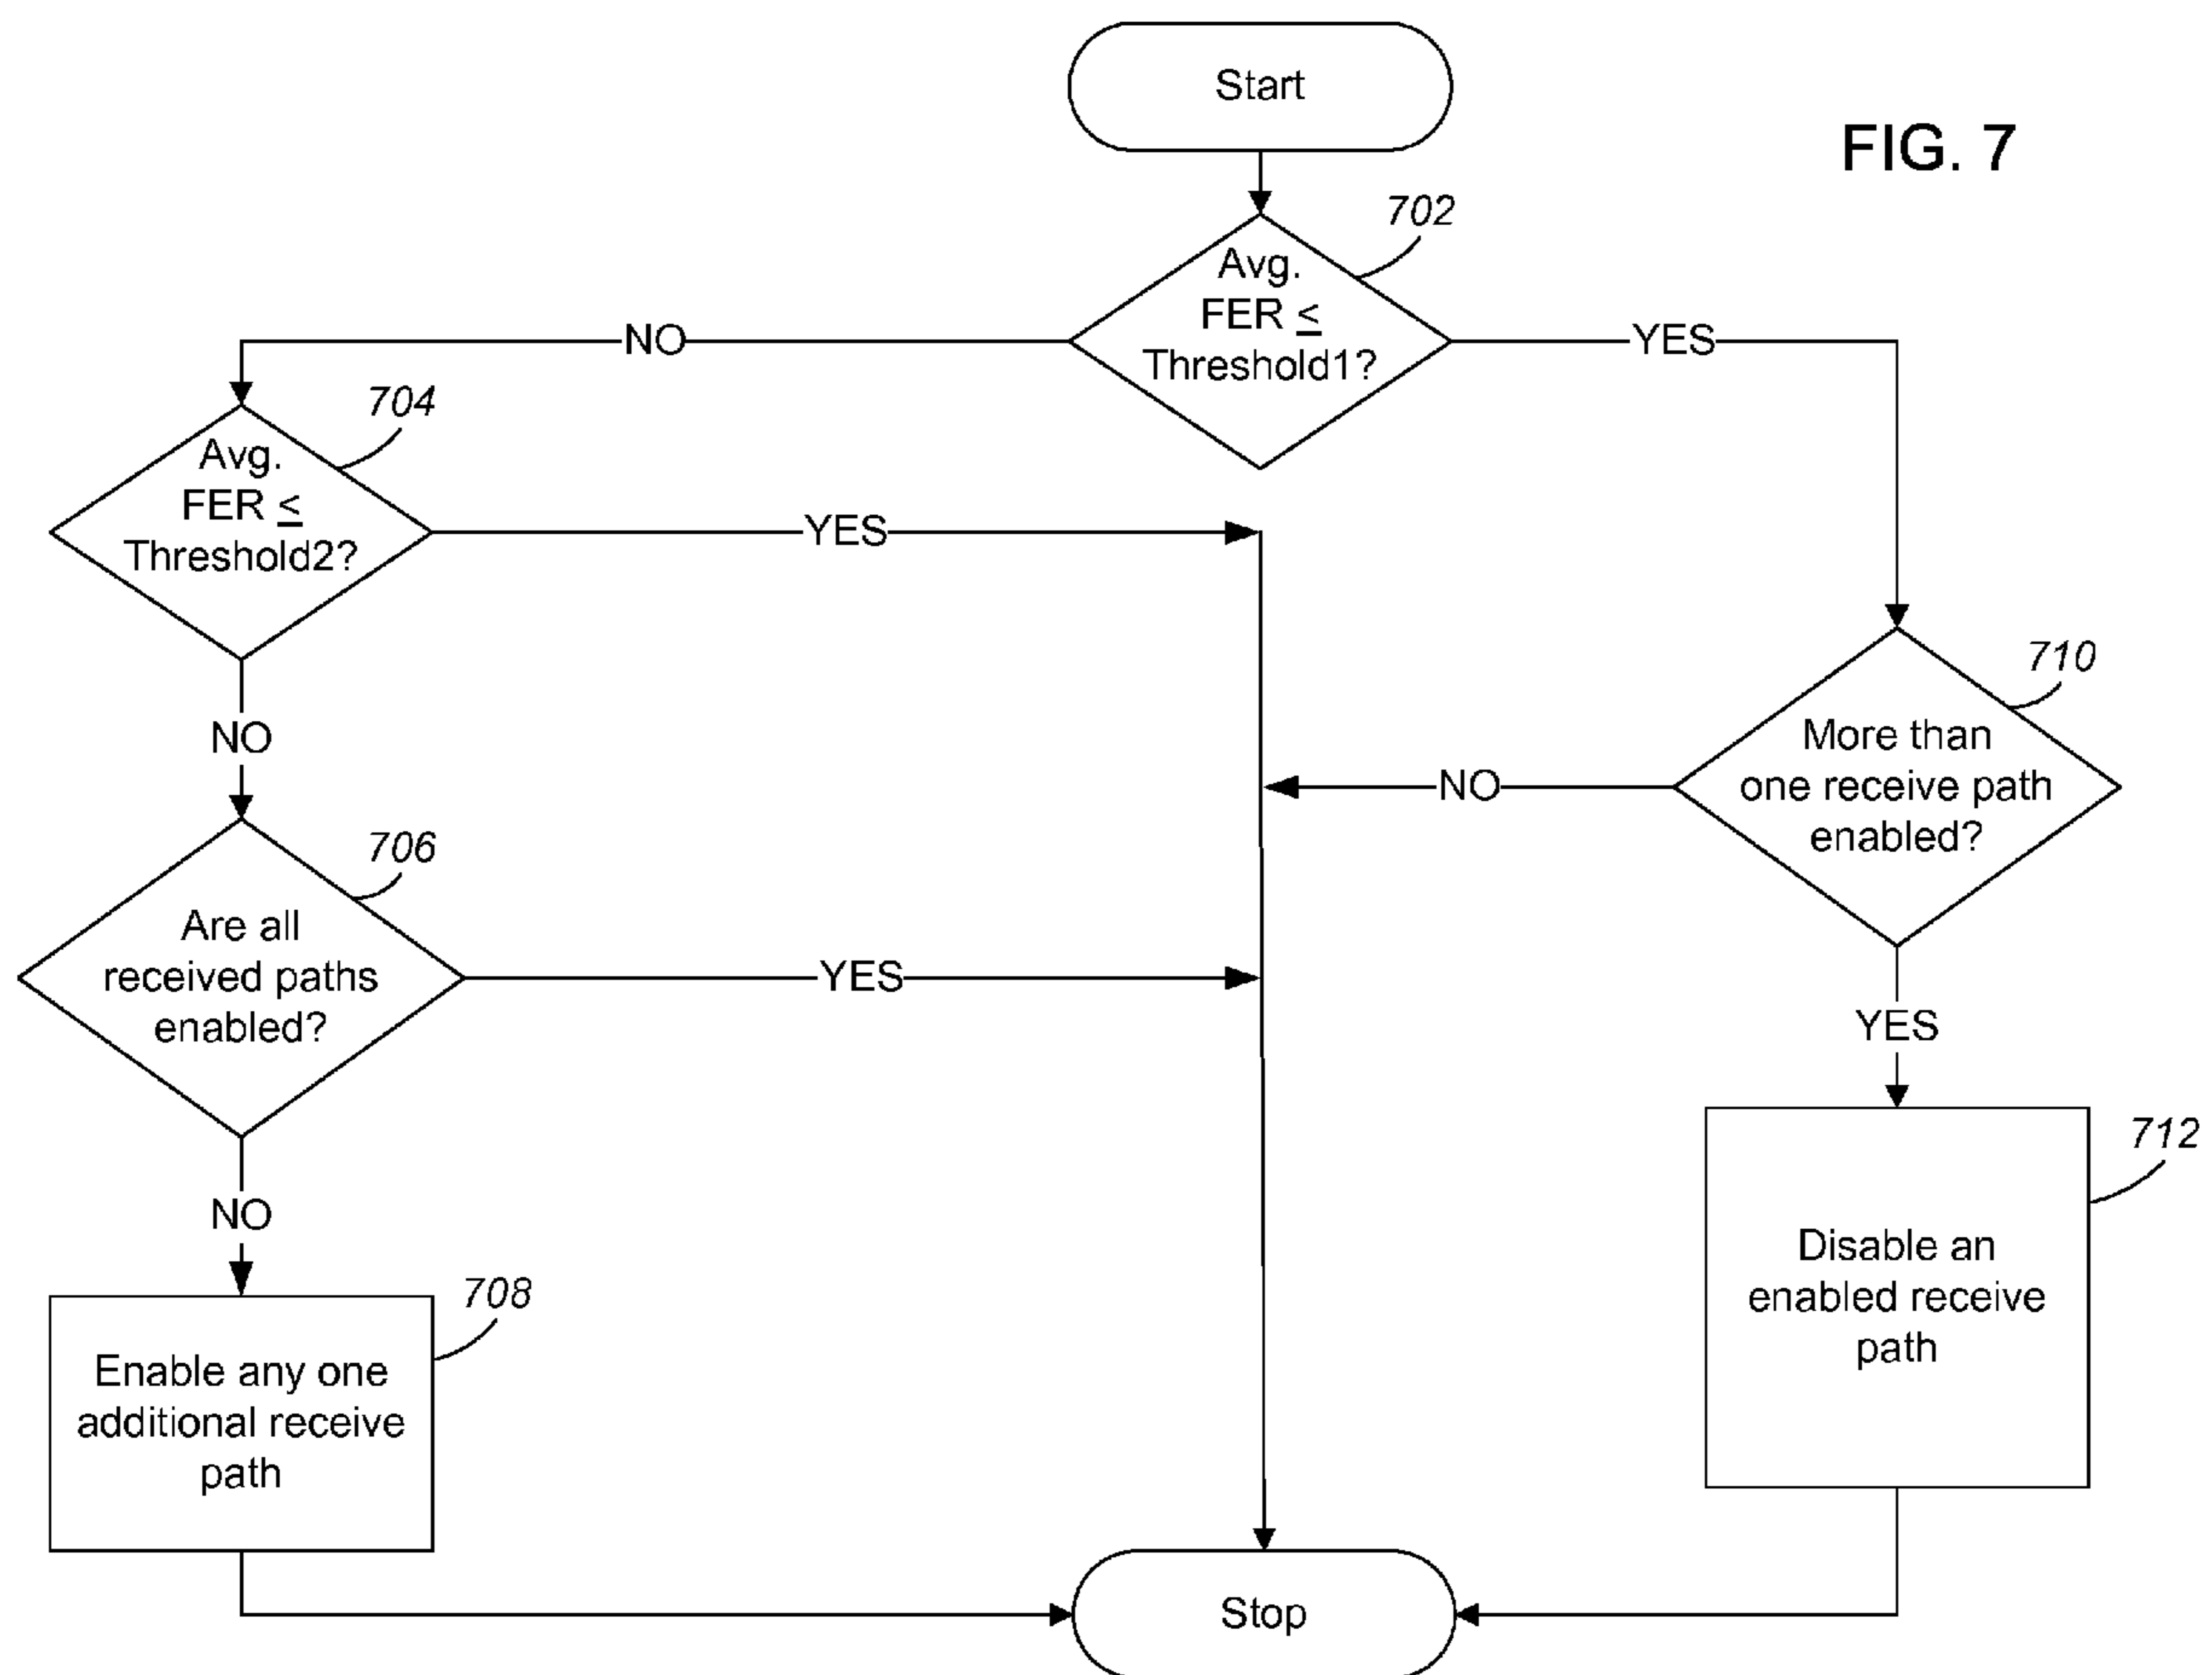 Start
FIG. 7
702
Avg.
FER ≤
Threshold1?
NO
YES
704
Avg.
FER ≤
Threshold2?
YES
710
More than
one receive path
enabled?
NO
NO
706
Are all
received paths
enabled?
YES
YES
712
Disable an
enabled receive
path
NO
708
Enable any one
additional receive
path
Stop